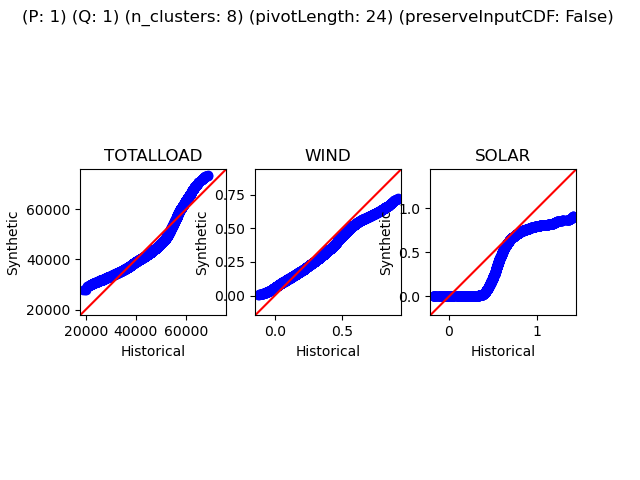 (P: 1) (Q: 1) (n_clusters: 8) (pivotLength: 24) (preserveInputCDF: False)
TOTALLOAD
WIND
SOLAR
Synthetic
60000
40000
20000
20000 40000 60000
Historical
Synthetic
0.75
0.50
0.25
0.00
0.0 0.5
Historical
Synthetic
1.0
0.5
0.0
0 1
Historical